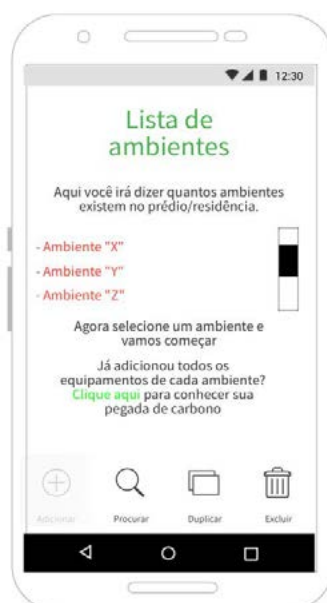 12:30
Lista de
ambientes
Aqui você irá dizer quantos ambientes
existem no prédio/residência.
- Ambiente "X"
- Ambiente "Y"
- Ambiente "Z"
Agora selecione um ambiente e
vamos começar
Já adicionou todos os
equipamentos de cada ambiente?
Clique aqui para conhecer sua
pegada de carbono
Adicionar Procurar Duplicar Excluir